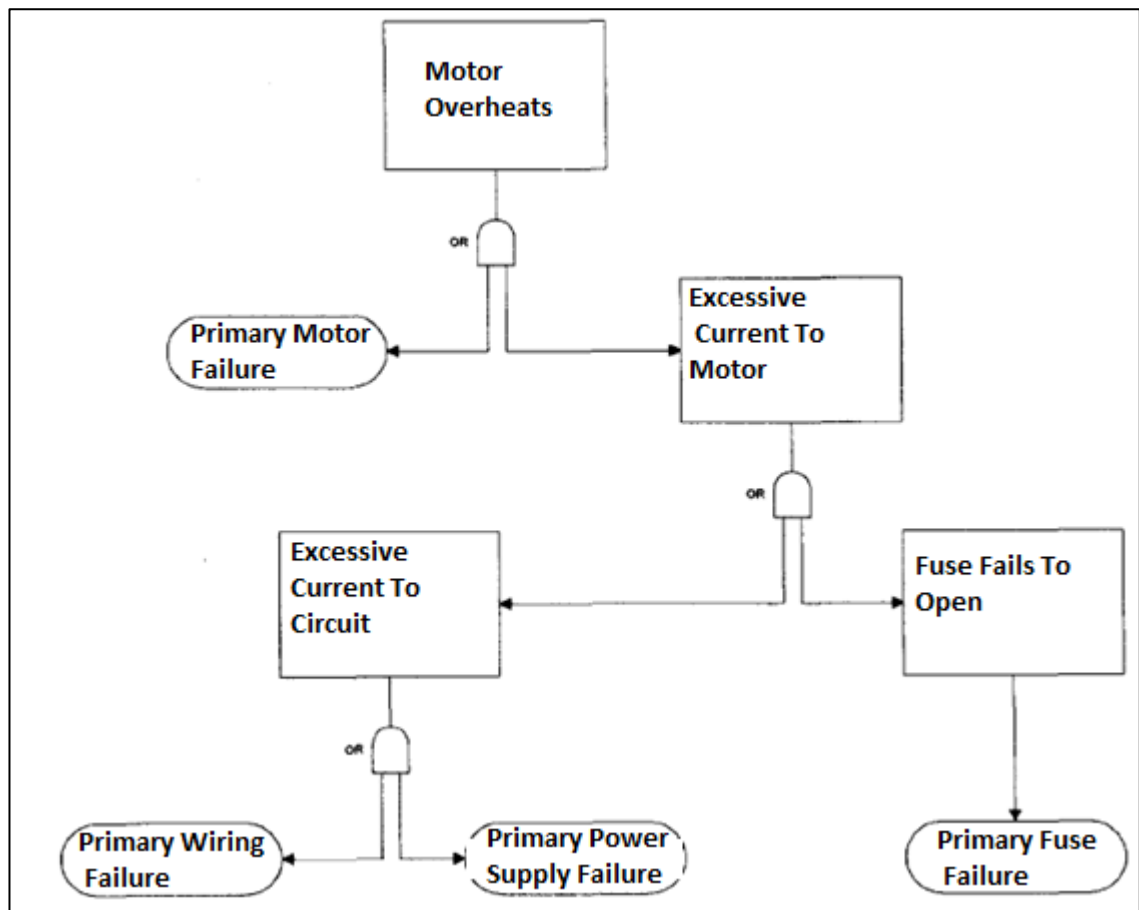 Motor
Overheats
OR
Primary Motor
Failure
Excessive
Current To
Motor
OR
Excessive
Current To
Circuit
Fuse Fails To
Open
OR
Primary Wiring
Failure
Primary Power
Supply Failure
Primary Fuse
Failure